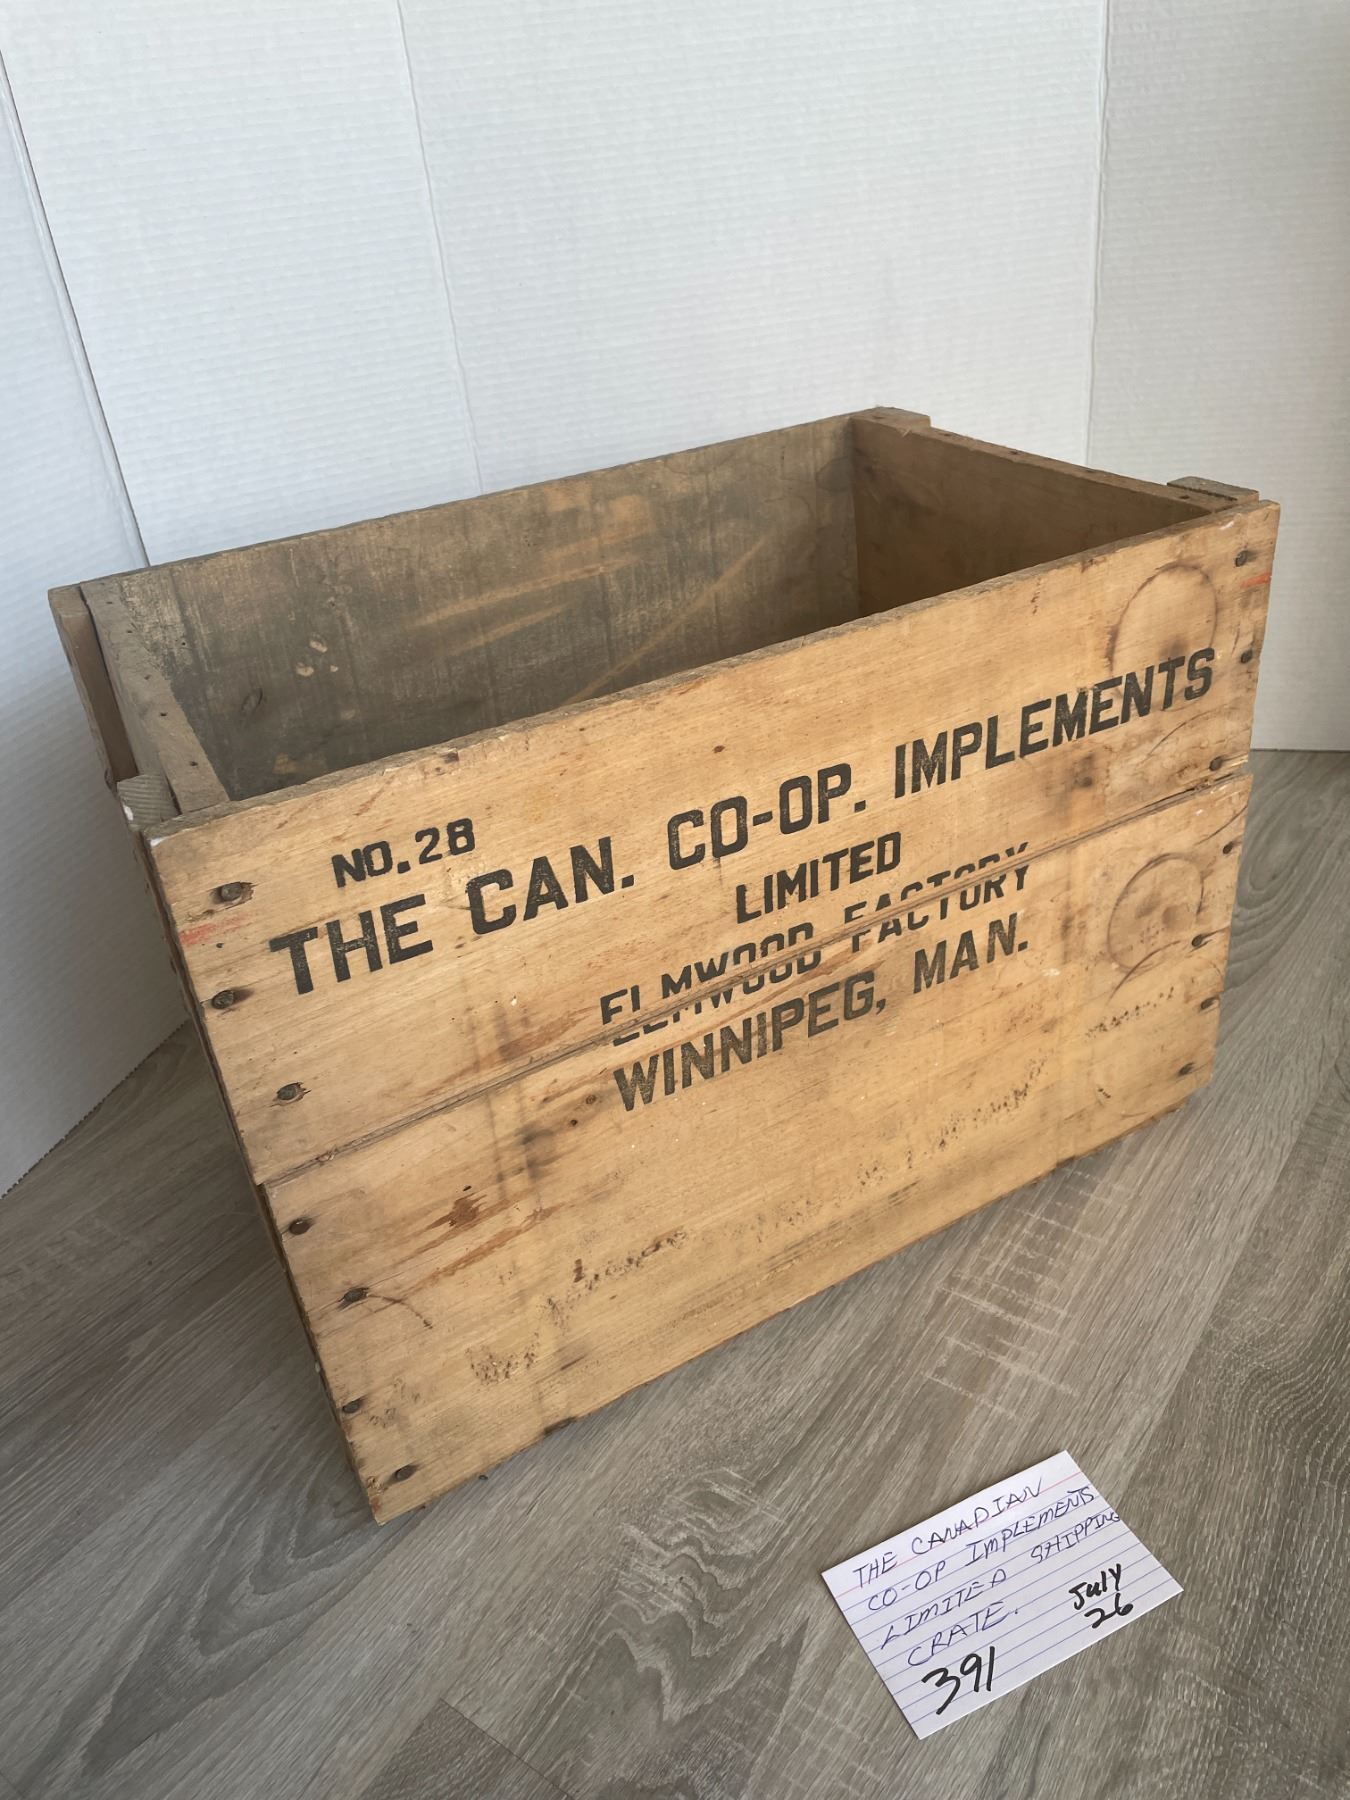 NO. 28
THE CAN. CO-OP. IMPLEMENTS
LIMITED
ELMWOOD FACTORY
WINNIPEG, MAN.
THE CANADIAN
CO-OP IMPLEMENTS
LIMITED SHIPPING
CRATE.
July
26
391